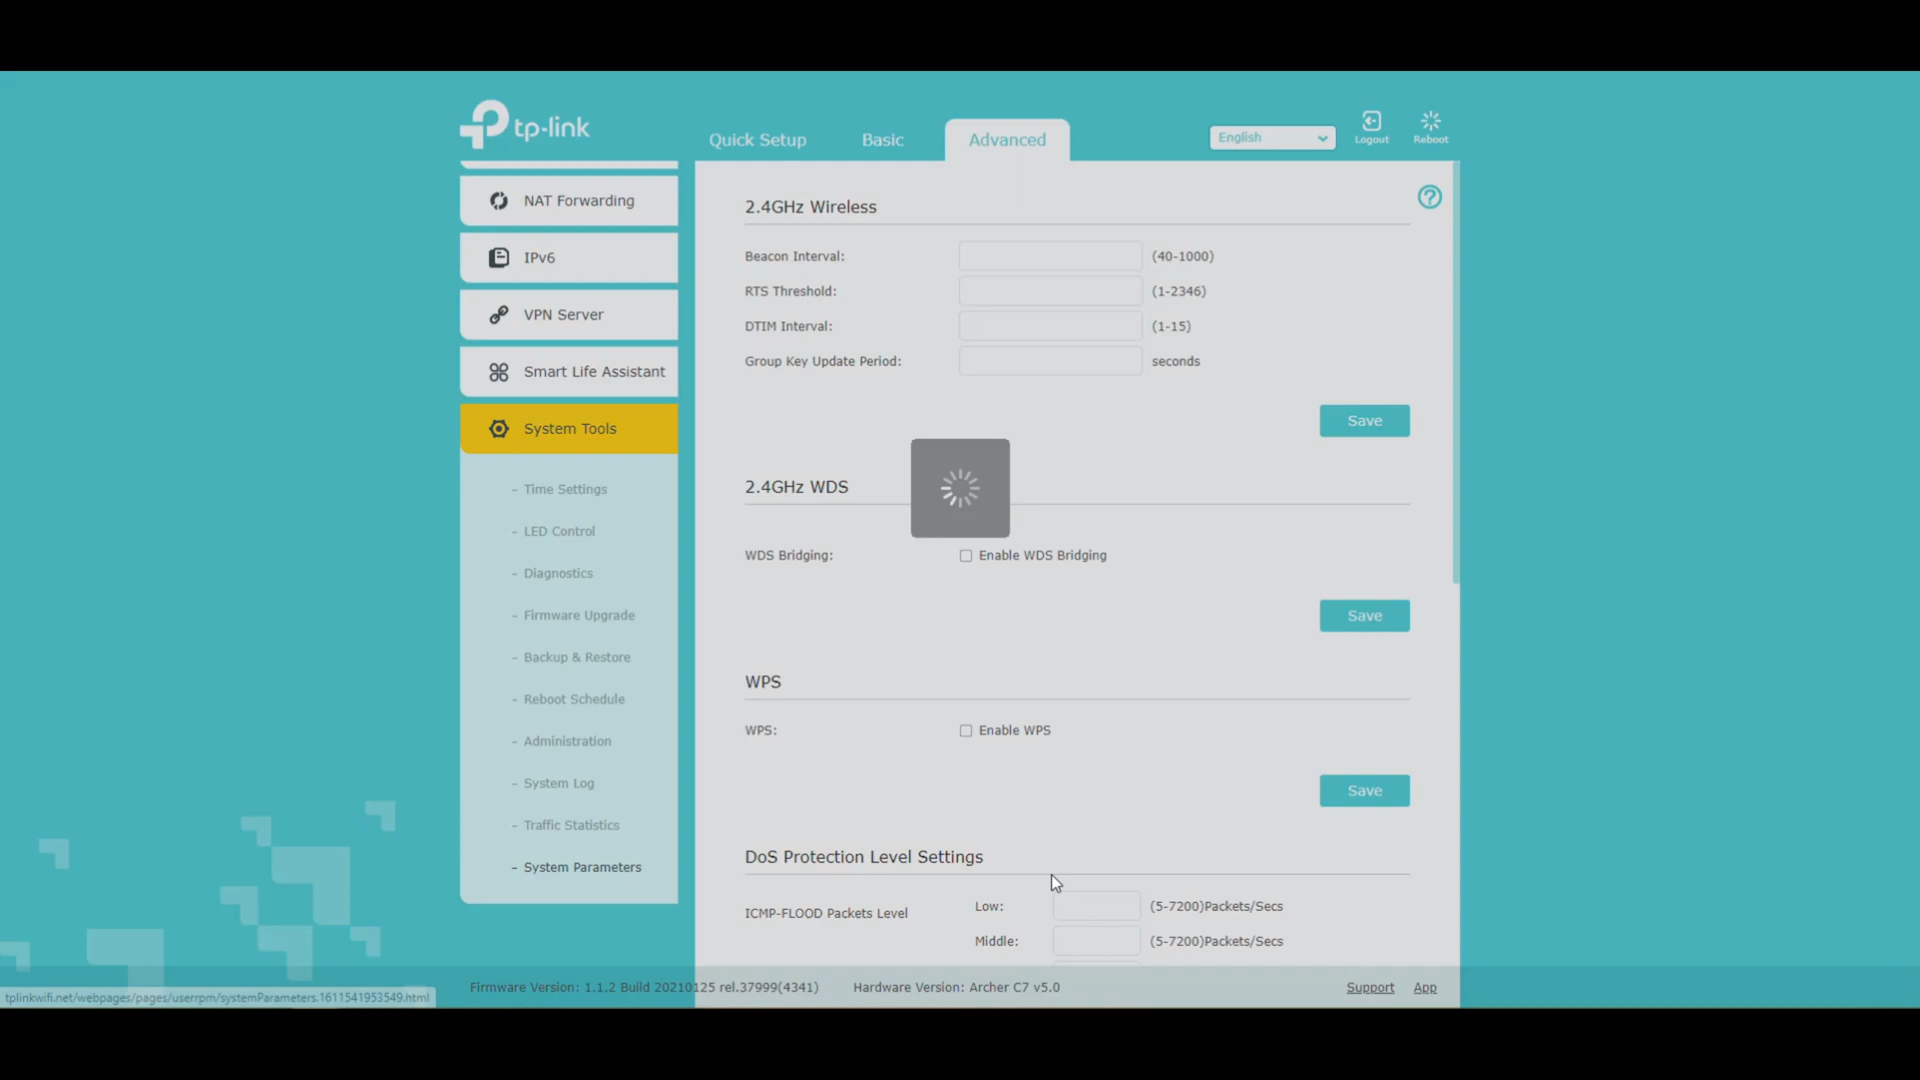 tp-link
Quick Setup
Basic
Advanced
English
Logout
Reboot
NAT Forwarding
IPv6
VPN Server
Smart Life Assistant
System Tools
- Time Settings
- LED Control
- Diagnostics
- Firmware Upgrade
- Backup & Restore
- Reboot Schedule
- Administration
- System Log
- Traffic Statistics
- System Parameters
2.4GHz Wireless
?
Beacon Interval: (40-1000)
RTS Threshold: (1-2346)
DTIM Interval: (1-15)
Group Key Update Period: seconds
Save
2.4GHz WDS
WDS Bridging: Enable WDS Bridging
Save
WPS
WPS: Enable WPS
Save
DoS Protection Level Settings
ICMP-FLOOD Packets Level Low: (5-7200)Packets/Secs
Middle: (5-7200)Packets/Secs
Firmware Version: 1.1.2 Build 20210125 rel.37999(4341) Hardware Version: Archer C7 v5.0 Support App
tplinkwifi.net/webpages/pages/userrpm/systemParameters.1611541953549.html